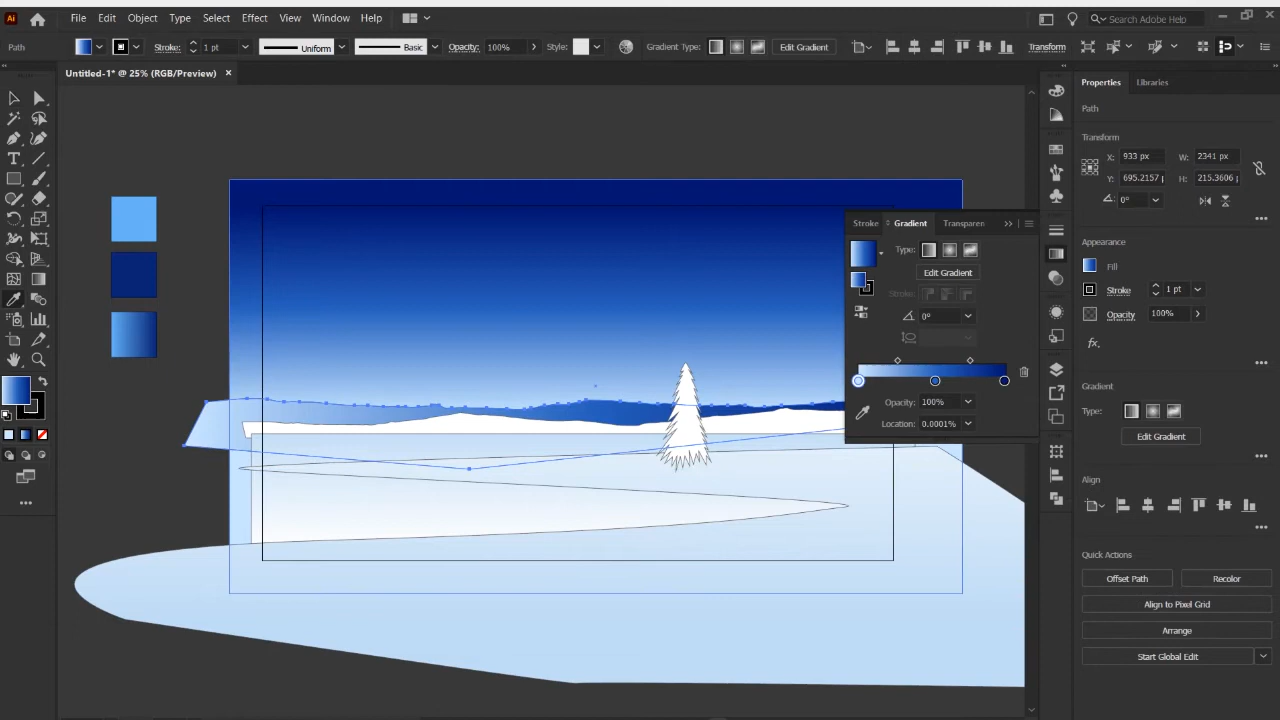 Ai File Edit Object Type Select Effect View Window Help Search Adobe Help
Path Stroke: 1 pt Uniform Basic Opacity: 100% Style: Gradient Type: Edit Gradient Transform
Untitled-1* @ 25% (RGB/Preview)
Properties Libraries
Path
Transform
X: 933 px W: 2341 px
Y: 695.2157 H: 215.3606
0°
Appearance
Fill
Stroke 1 pt
Opacity 100%
fx.
Gradient
Type:
Edit Gradient
Align
Quick Actions
Offset Path Recolor
Align to Pixel Grid
Arrange
Start Global Edit
Stroke Gradient Transparen
Type:
Edit Gradient
Stroke:
0°
Opacity: 100%
Location: 0.0001%